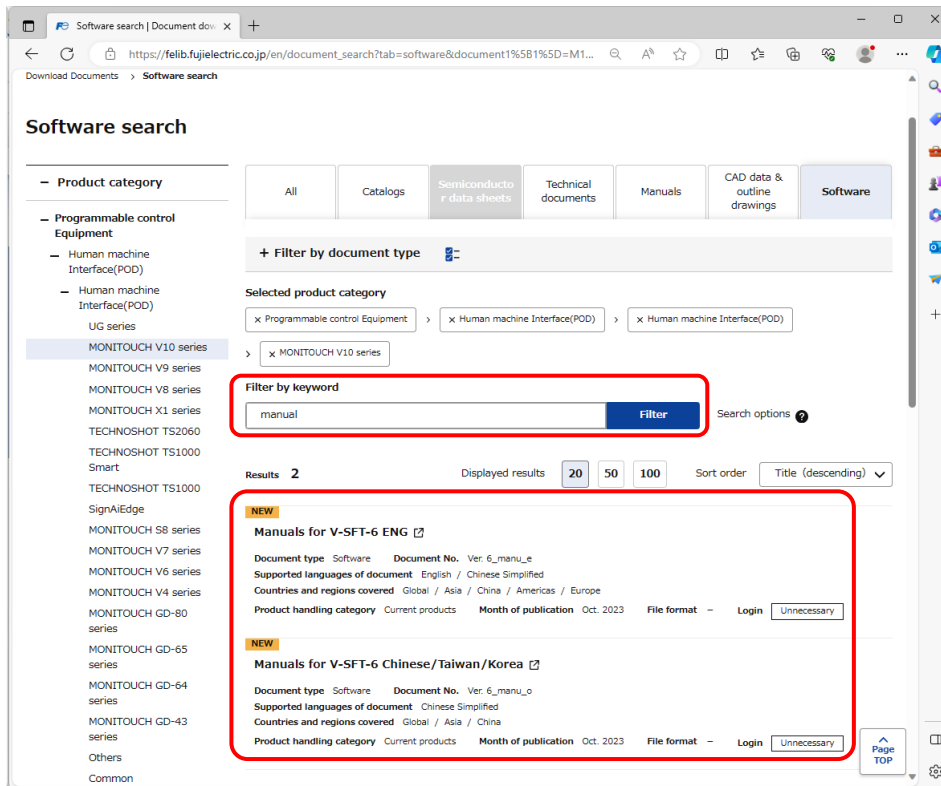 Software search | Document dow
https://felib.fujielectric.co.jp/en/document_search?tab=software&document1%5B1%5D=M1...
Download Documents > Software search
Software search
− Product category
− Programmable control
Equipment
− Human machine
Interface(POD)
− Human machine
Interface(POD)
UG series
MONITOUCH V10 series
MONITOUCH V9 series
MONITOUCH V8 series
MONITOUCH X1 series
TECHNOSHOT TS2060
TECHNOSHOT TS1000
Smart
TECHNOSHOT TS1000
SignAiEdge
MONITOUCH S8 series
MONITOUCH V7 series
MONITOUCH V6 series
MONITOUCH V4 series
MONITOUCH GD-80
series
MONITOUCH GD-65
series
MONITOUCH GD-64
series
MONITOUCH GD-43
series
Others
Common
All
Catalogs
Semiconducto
r data sheets
Technical
documents
Manuals
CAD data &
outline
drawings
Software
+ Filter by document type
Selected product category
× Programmable control Equipment > × Human machine Interface(POD) > × Human machine Interface(POD)
> × MONITOUCH V10 series
Filter by keyword
manual Filter Search options ?
Results 2 Displayed results 20 50 100 Sort order Title (descending)
NEW
Manuals for V-SFT-6 ENG
Document type Software Document No. Ver. 6_manu_e
Supported languages of document English / Chinese Simplified
Countries and regions covered Global / Asia / China / Americas / Europe
Product handling category Current products Month of publication Oct. 2023 File format − Login Unnecessary
NEW
Manuals for V-SFT-6 Chinese/Taiwan/Korea
Document type Software Document No. Ver. 6_manu_o
Supported languages of document Chinese Simplified
Countries and regions covered Global / Asia / China
Product handling category Current products Month of publication Oct. 2023 File format − Login Unnecessary
Page
TOP